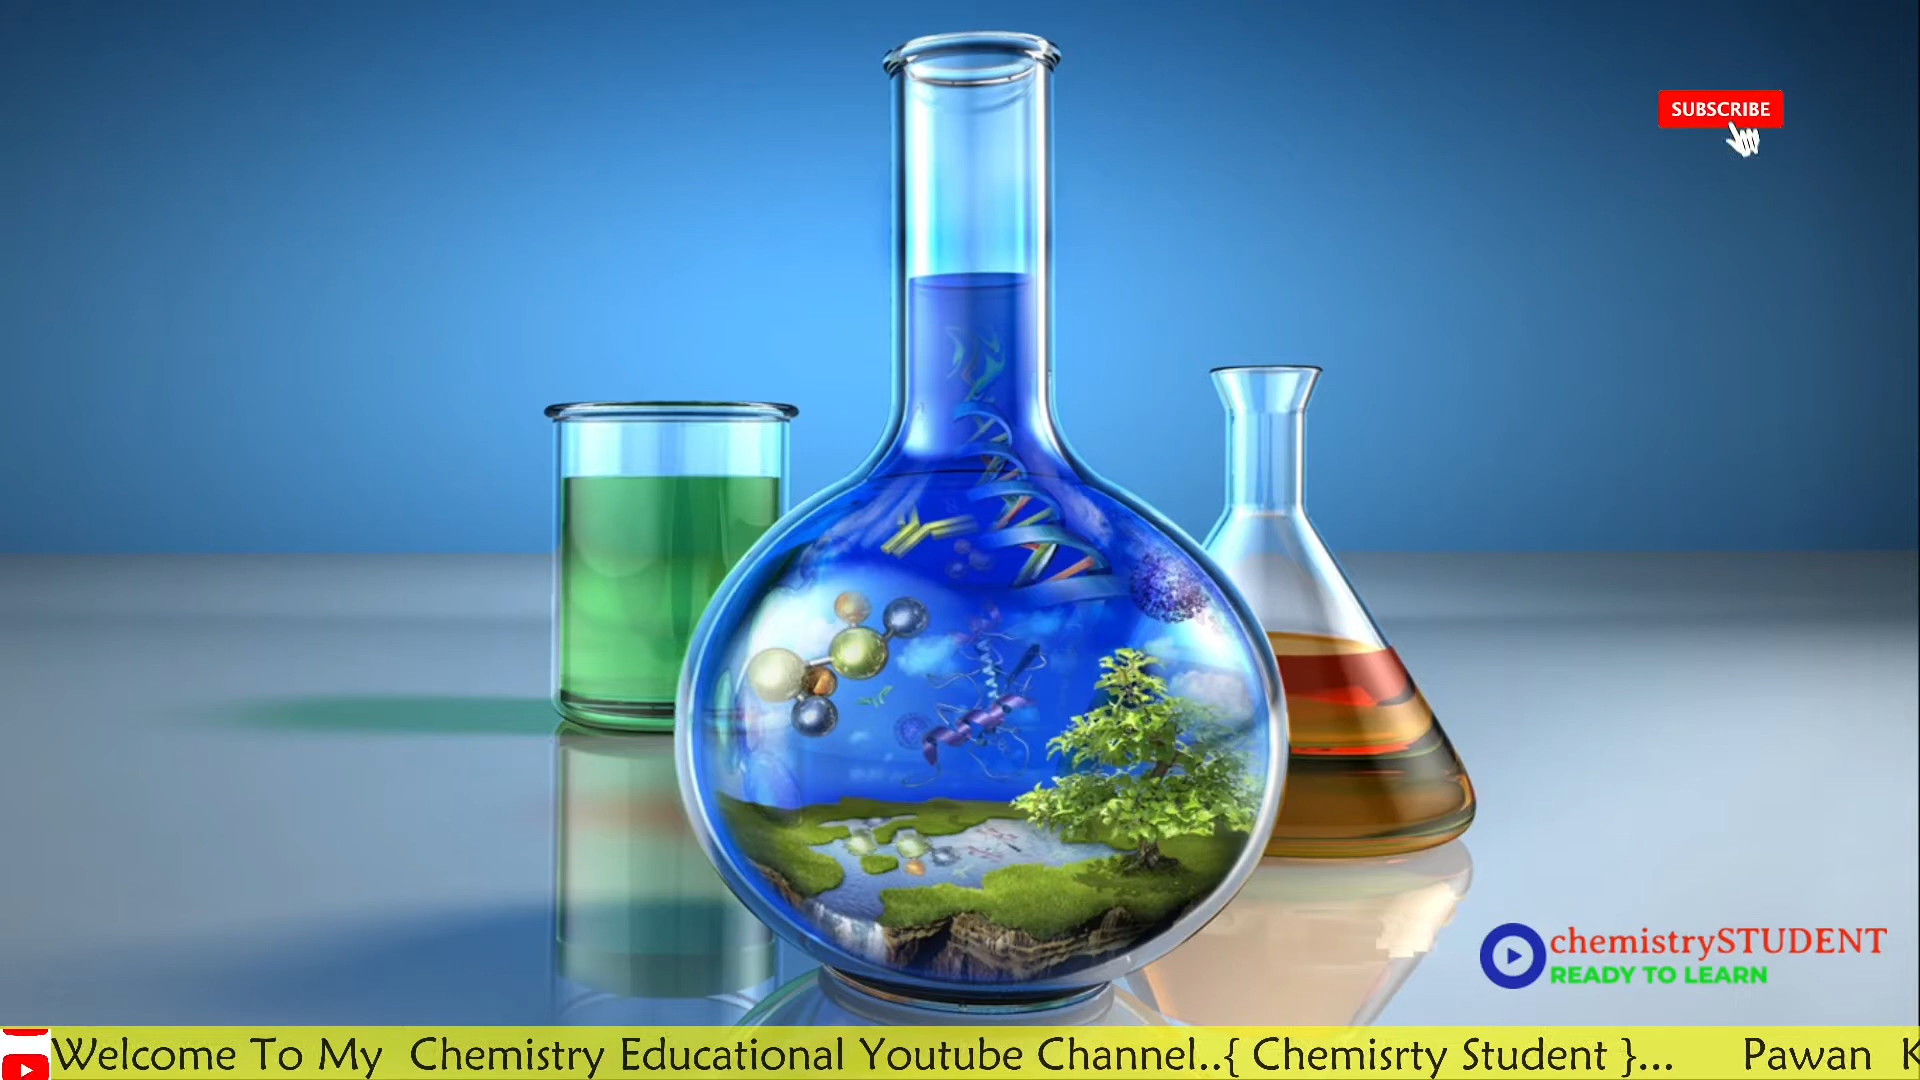 SUBSCRIBE
chemistrySTUDENT
READY TO LEARN
Welcome To My Chemistry Educational Youtube Channel..{ Chemisrty Student }... Pawan K